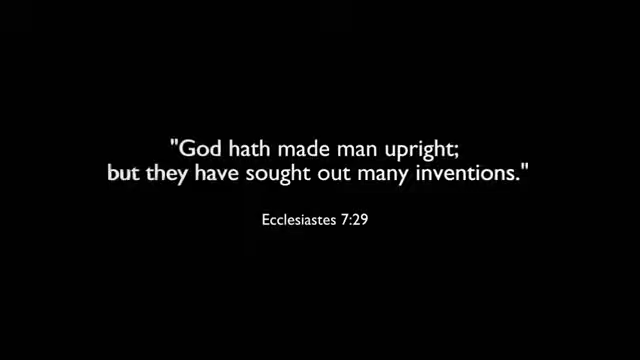 "God hath made man upright;
but they have sought out many inventions."
Ecclesiastes 7:29